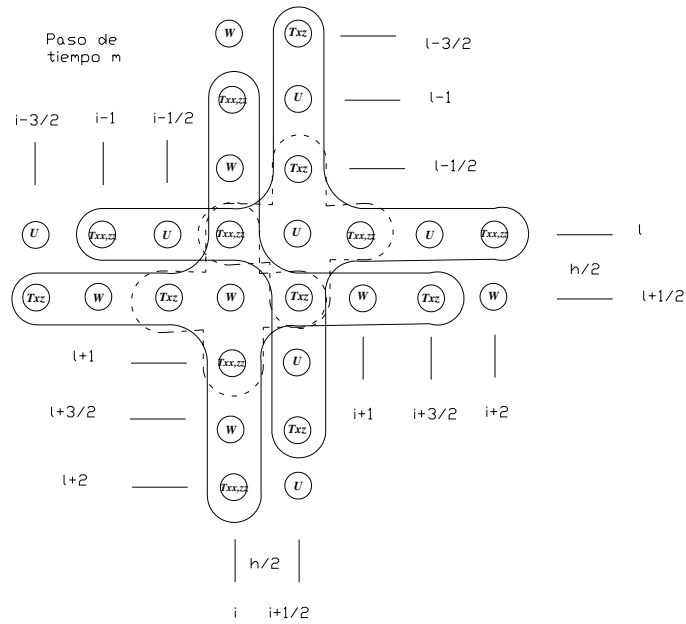 W Txz
Paso de
tiempo m
l-3/2
Txx,zz U
l-1
i-3/2 i-1 i-1/2
W Txz
l-1/2
U Txx,zz U Txx,zz U Txx,zz U Txx,zz
l
h/2
Txz W Txz W Txz W Txz W
l+1/2
l+1
Txx,zz U
l+3/2
i+1 i+3/2 i+2
W Txz
l+2
Txx,zz U
h/2
i i+1/2